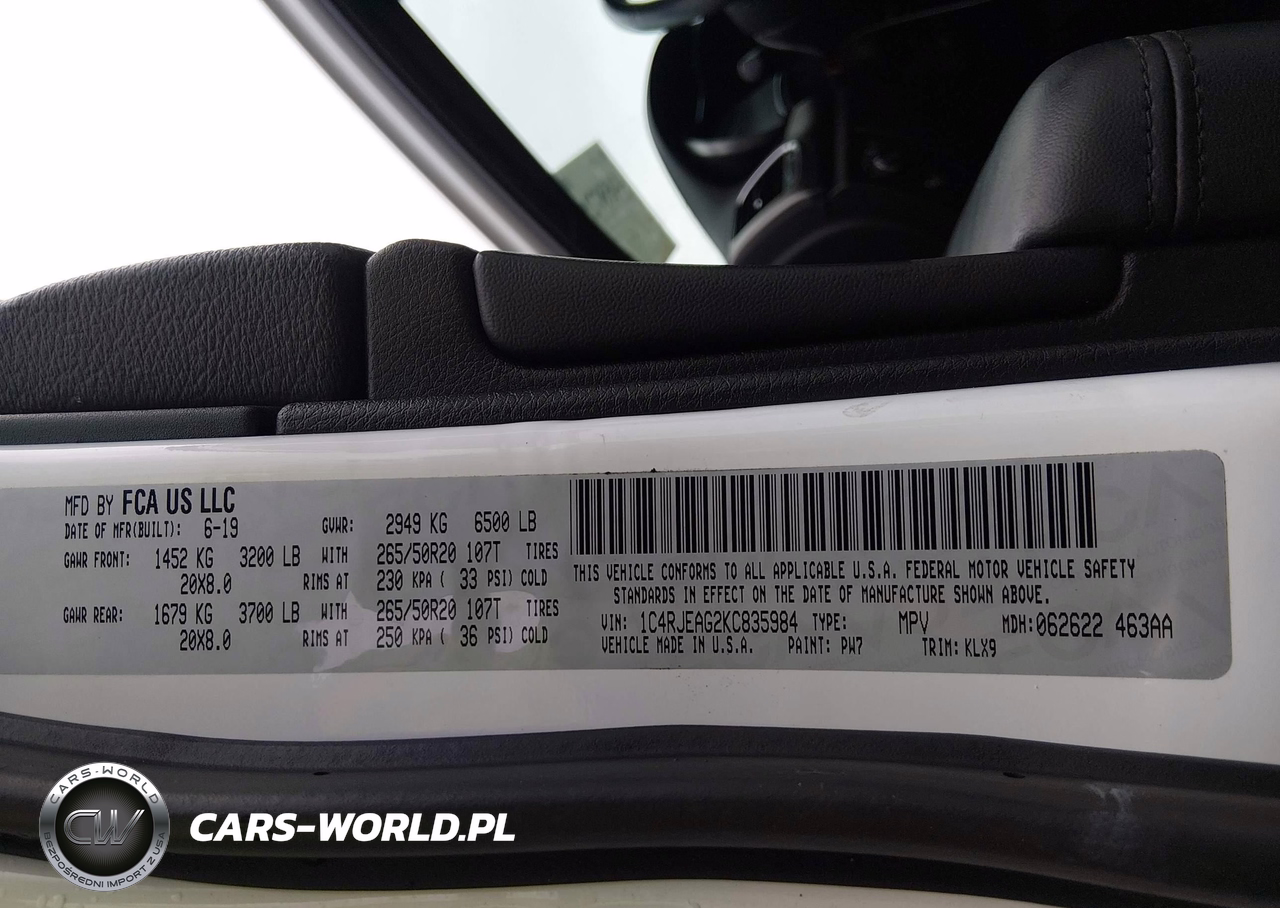 MFD BY FCA US LLC
DATE OF MFR(BUILT): 6-19 GVWR: 2949 KG 6500 LB
GAWR FRONT: 1452 KG 3200 LB WITH 265/50R20 107T TIRES
20X8.0 RIMS AT 230 KPA ( 33 PSI) COLD
GAWR REAR: 1679 KG 3700 LB WITH 265/50R20 107T TIRES
20X8.0 RIMS AT 250 KPA ( 36 PSI) COLD
THIS VEHICLE CONFORMS TO ALL APPLICABLE U.S.A. FEDERAL MOTOR VEHICLE SAFETY
STANDARDS IN EFFECT ON THE DATE OF MANUFACTURE SHOWN ABOVE.
VIN: 1C4RJEAG2KC835984 TYPE: MPV MDH: 062622 463AA
VEHICLE MADE IN U.S.A. PAINT: PW7 TRIM: KLX9
CARS-WORLD
CW
BEZPOŚREDNI IMPORT Z USA
CARS-WORLD.PL